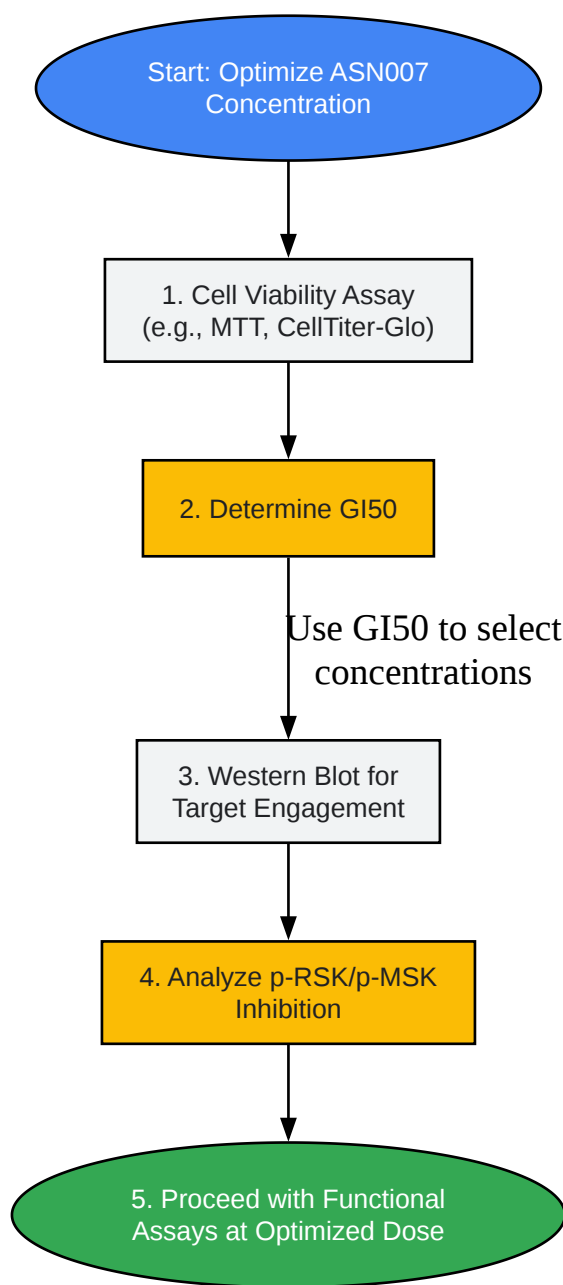 Start: Optimize ASN007
Concentration
1. Cell Viability Assay
(e.g., MTT, CellTiter-Glo)
2. Determine GI50
Use GI50 to select
concentrations
3. Western Blot for
Target Engagement
4. Analyze p-RSK/p-MSK
Inhibition
5. Proceed with Functional
Assays at Optimized Dose